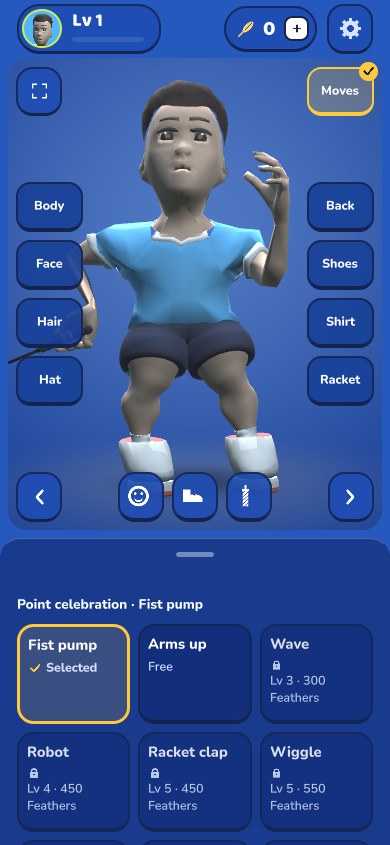 Lv 1
0
+
Moves
Body
Back
Face
Shoes
Hair
Shirt
Hat
Racket
Point celebration · Fist pump
Fist pump
Selected
Arms up
Free
Wave
Lv 3 · 300
Feathers
Robot
Lv 4 · 450
Feathers
Racket clap
Lv 5 · 450
Feathers
Wiggle
Lv 5 · 550
Feathers